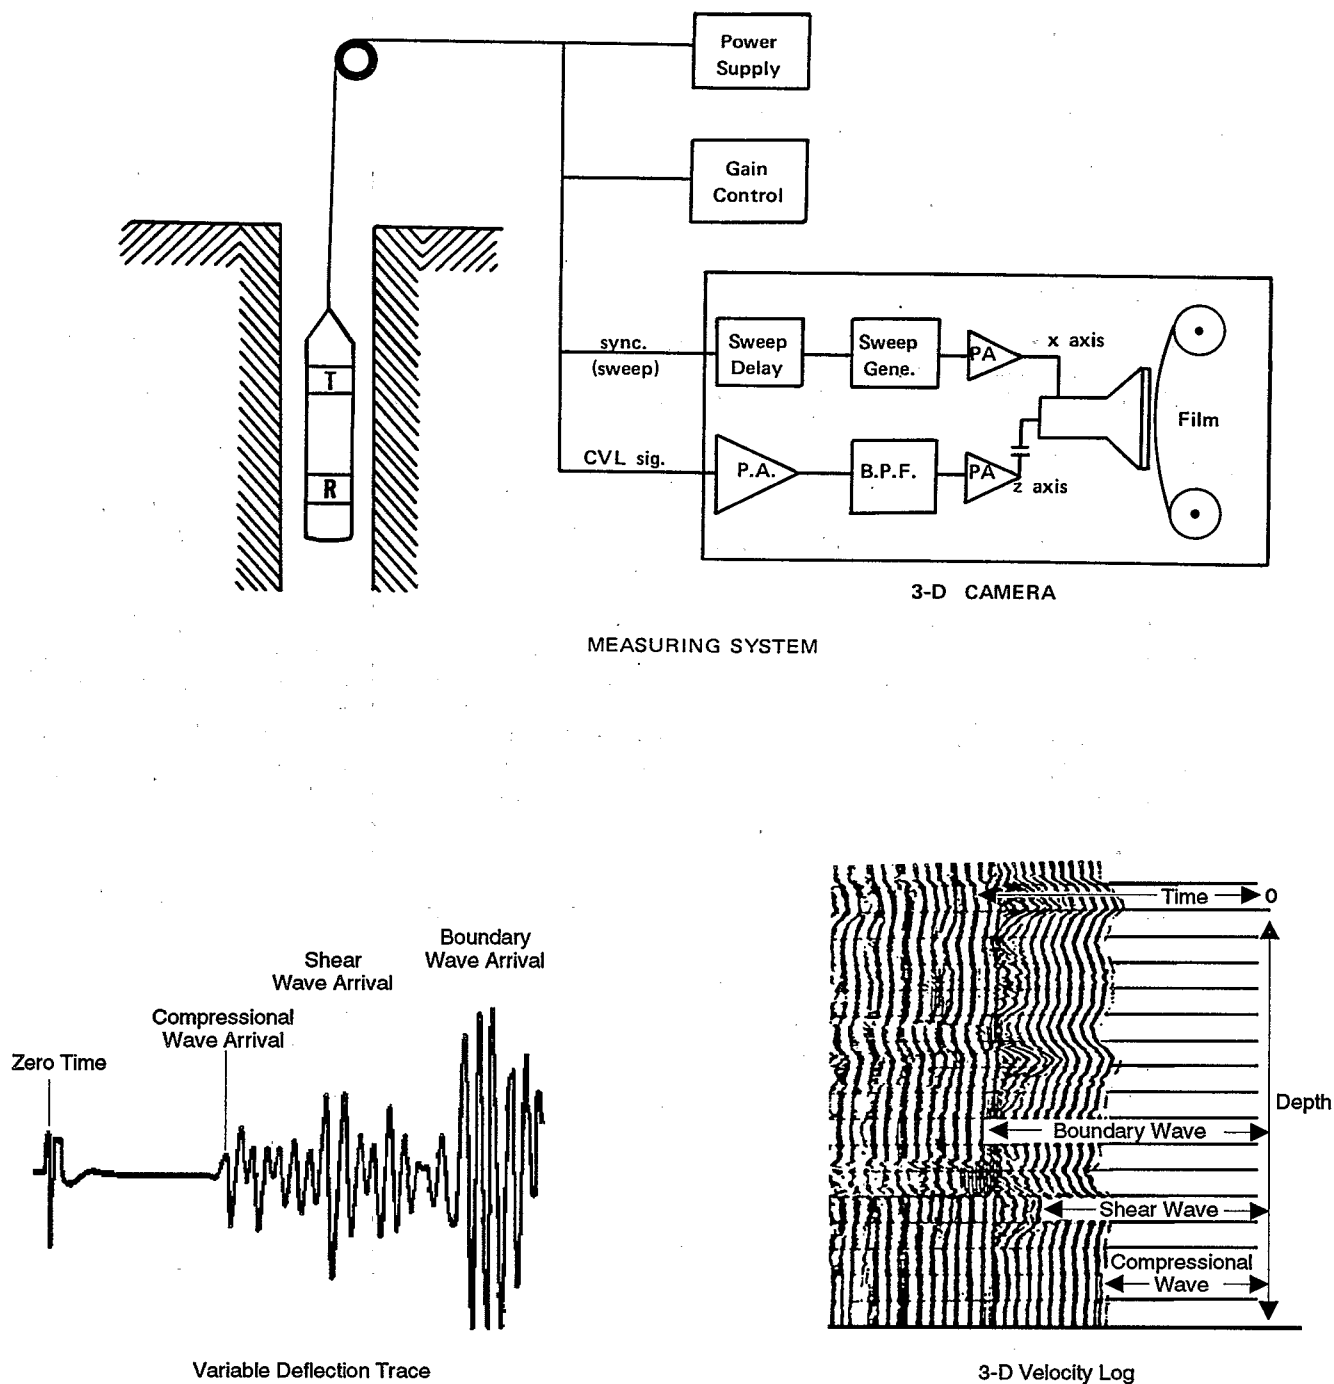 Power
Supply
Gain
Control
sync.
(sweep)
Sweep
Delay
Sweep
Gene.
PA
x axis
T
R
CVL sig.
P.A.
B.P.F.
PA
z axis
Film
3-D CAMERA
MEASURING SYSTEM
Zero Time
Compressional
Wave Arrival
Shear
Wave Arrival
Boundary
Wave Arrival
Variable Deflection Trace
Time
0
Depth
Boundary Wave
Shear Wave
Compressional
Wave
3-D Velocity Log